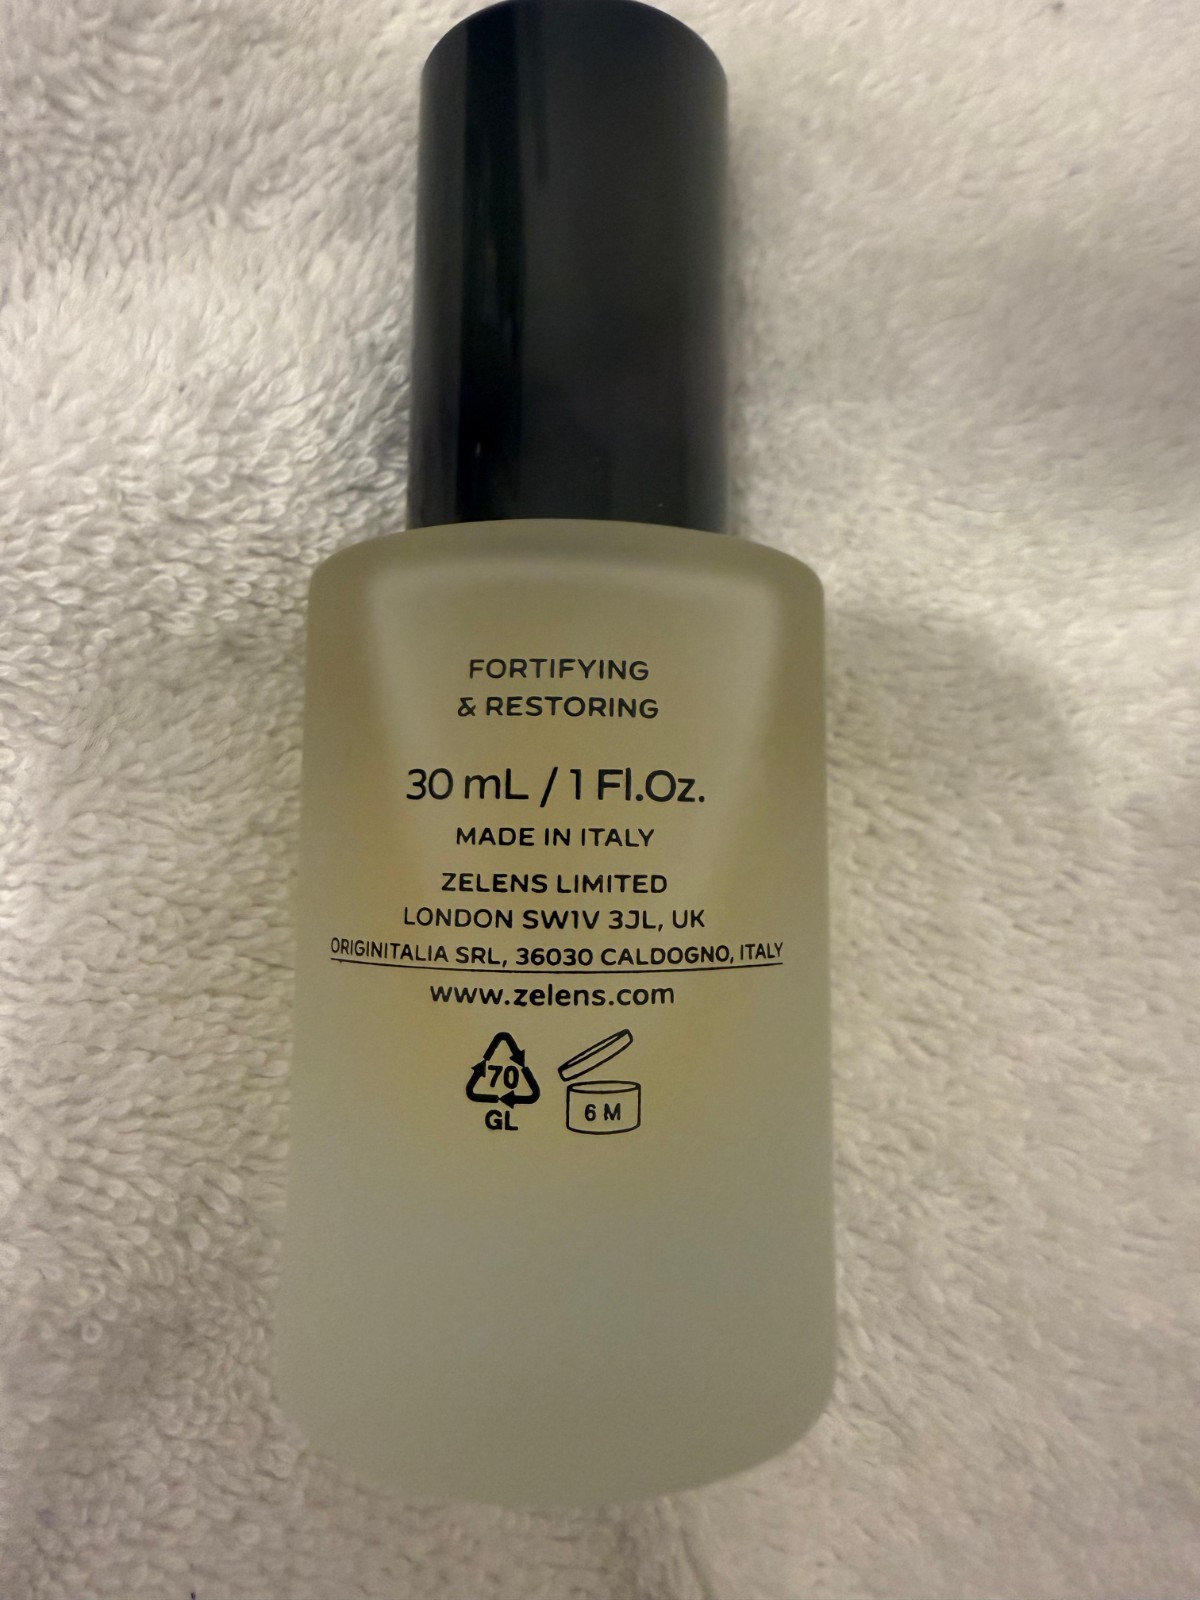 FORTIFYING
& RESTORING
30 mL / 1 Fl.Oz.
MADE IN ITALY
ZELENS LIMITED
LONDON SW1V 3JL, UK
ORIGINITALIA SRL, 36030 CALDOGNO, ITALY
www.zelens.com
70
GL
6 M